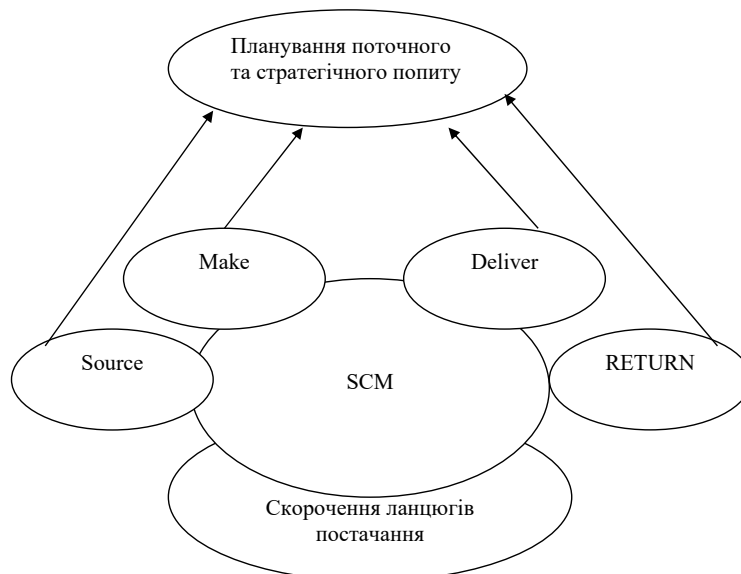 Планування поточного
та стратегічного попиту
Make
Deliver
Source
SCM
RETURN
Скорочення ланцюгів
постачання